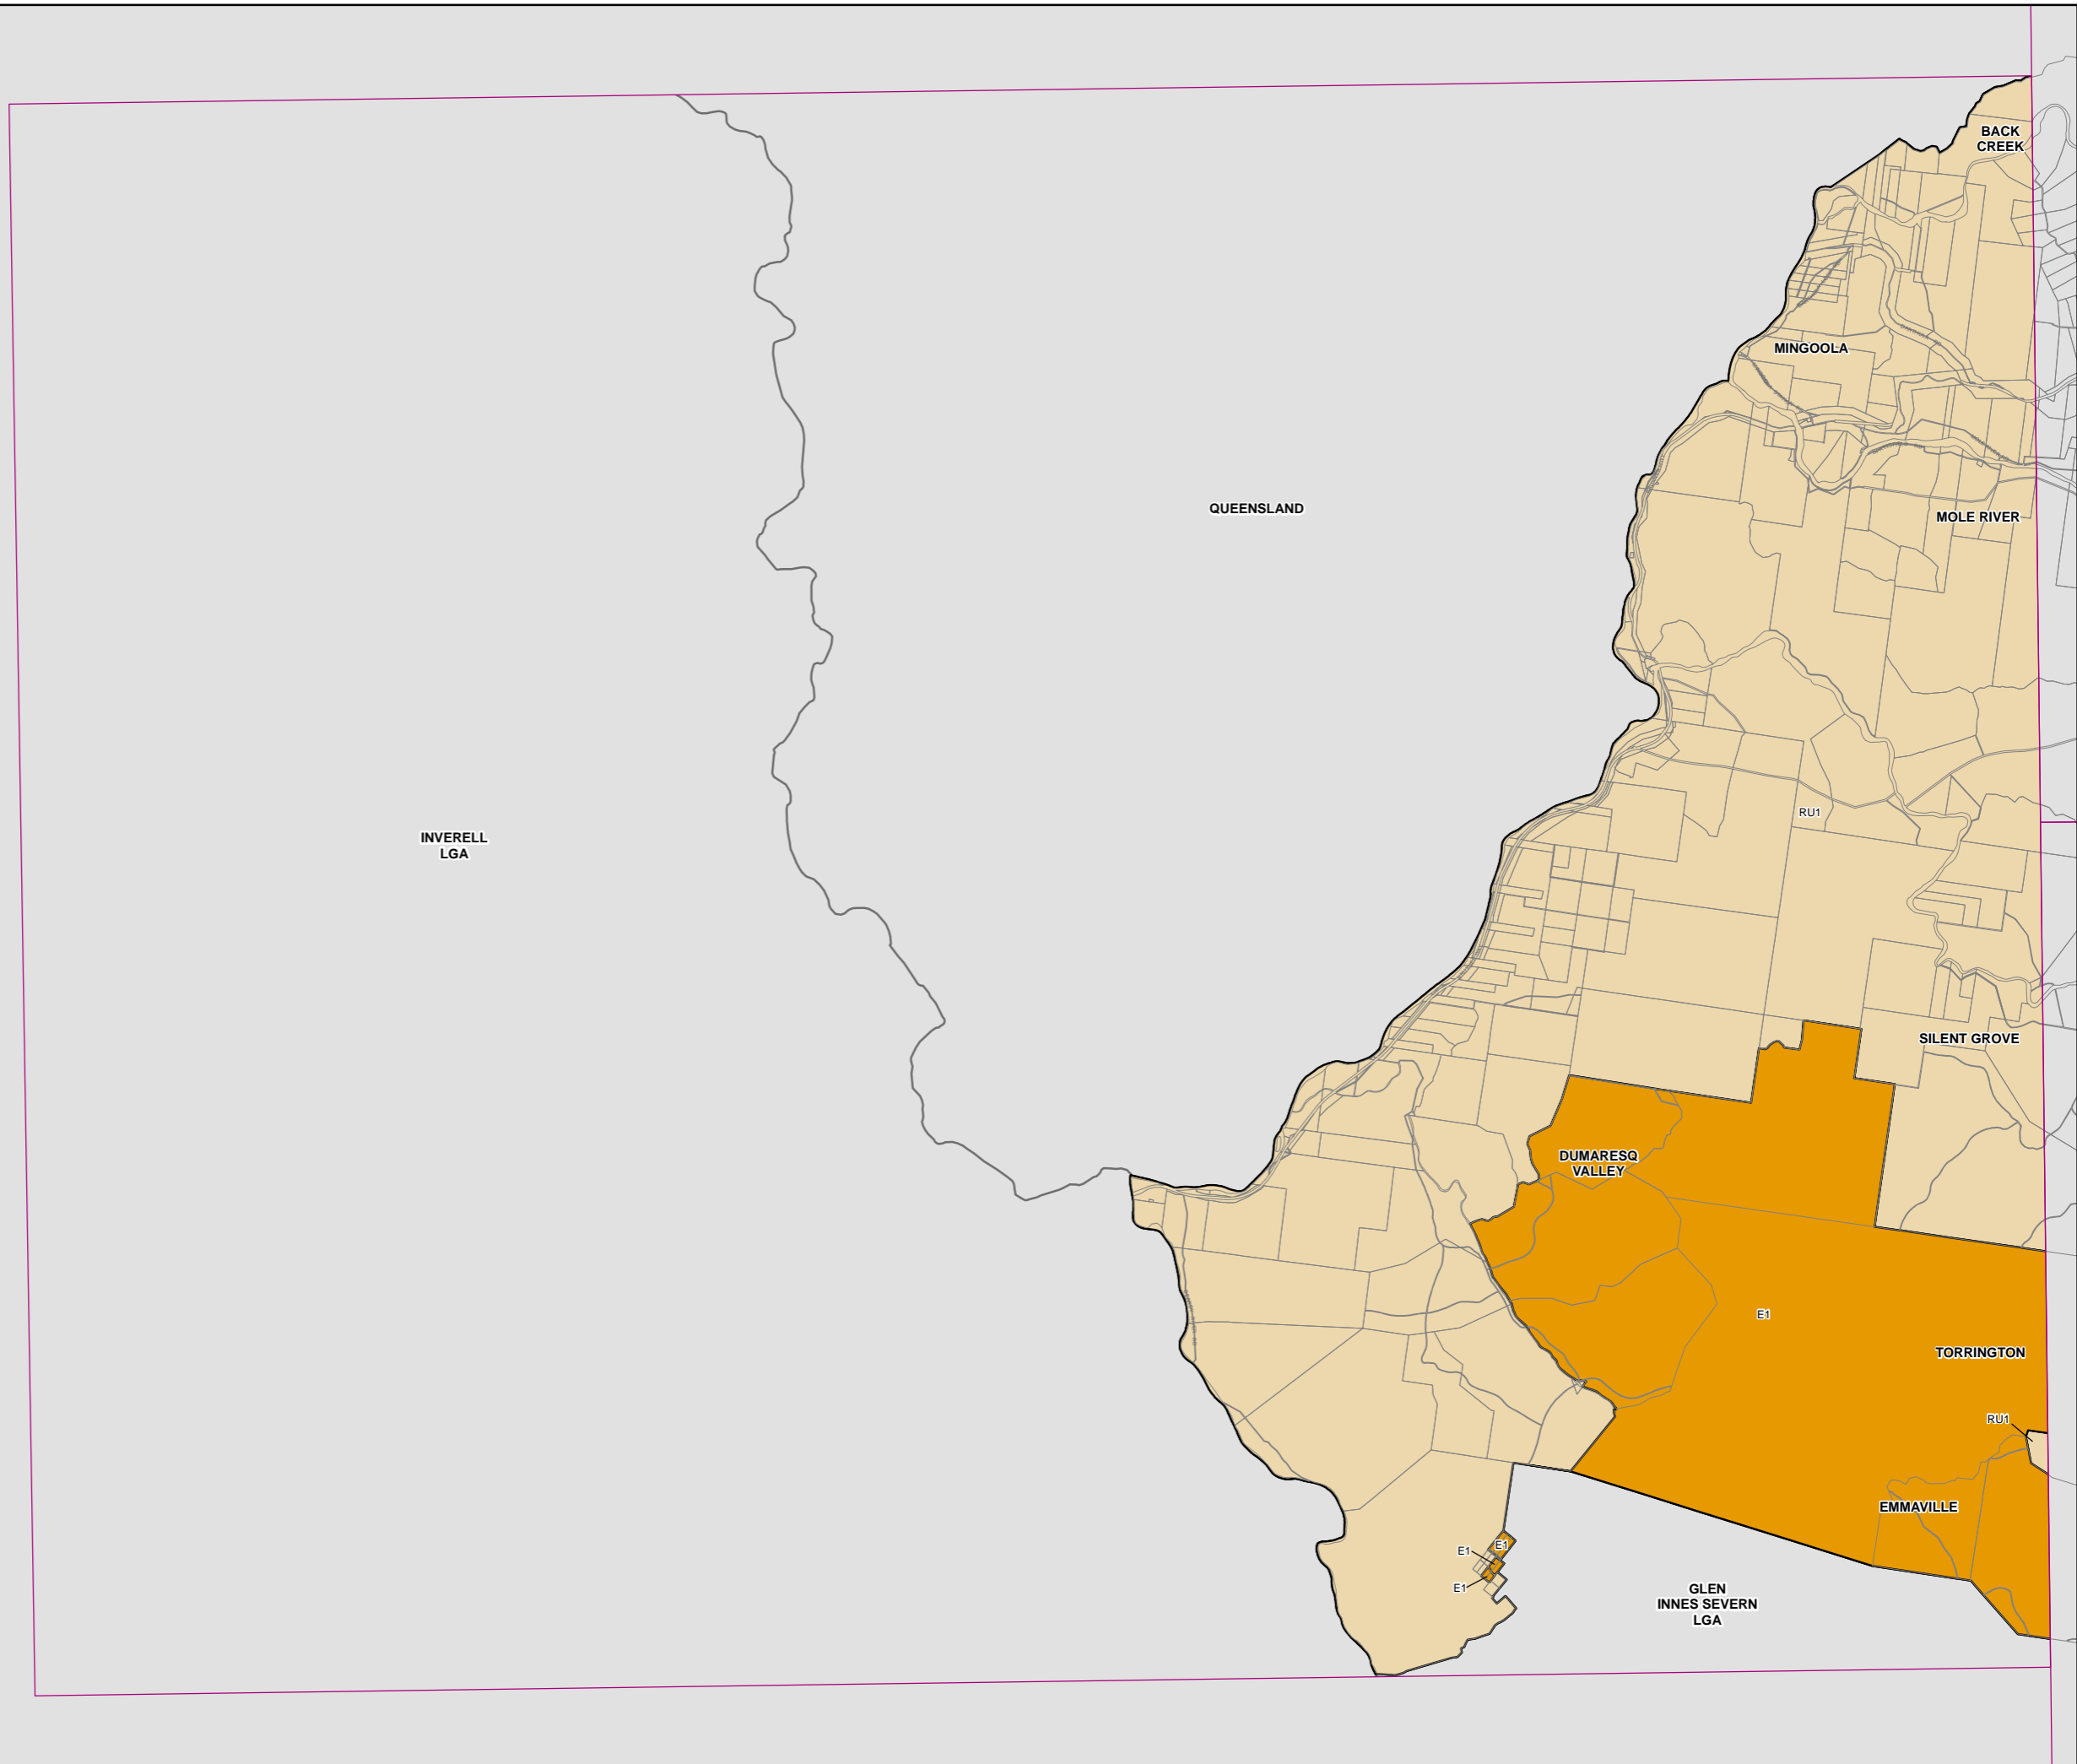 BACK
CREEK
MINGOOLA
QUEENSLAND
MOLE RIVER
RU1
INVERELL
LGA
SILENT GROVE
DUMARESQ
VALLEY
E1
TORRINGTON
RU1
EMMAVILLE
E1
E1
E1
GLEN
INNES SEVERN
LGA